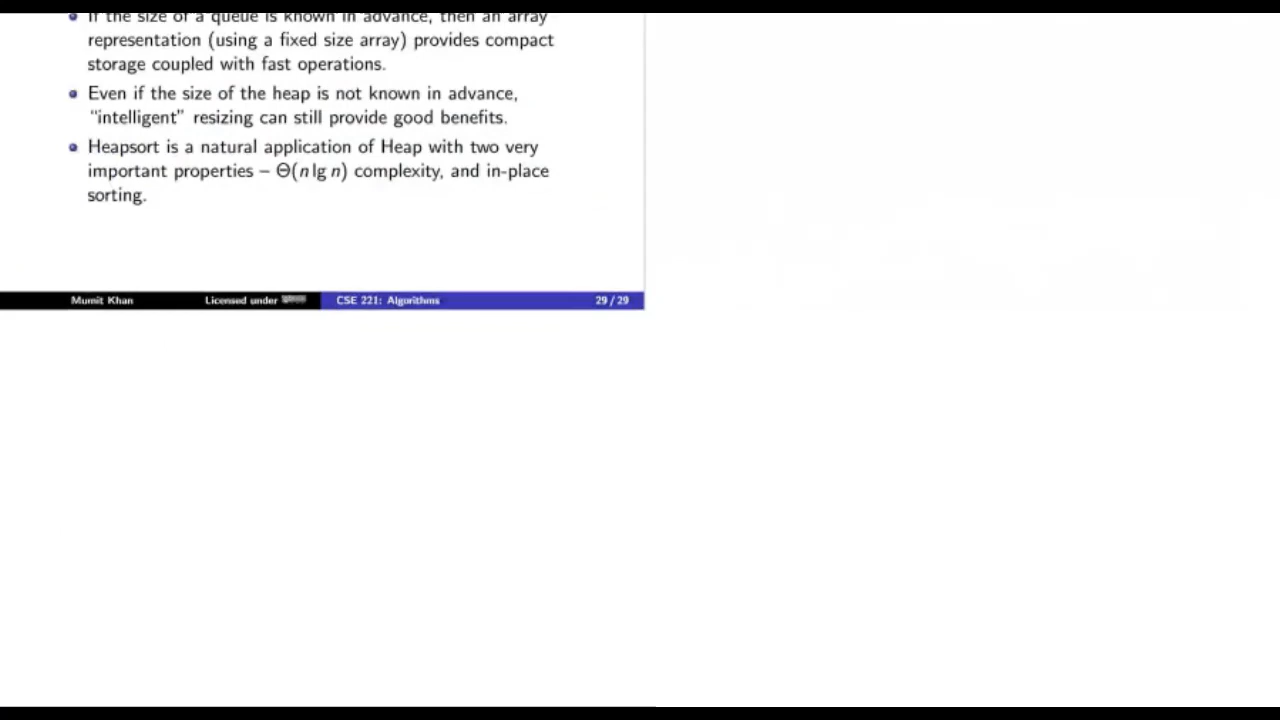 If the size of a queue is known in advance, then an array
representation (using a fixed size array) provides compact
storage coupled with fast operations.
Even if the size of the heap is not known in advance,
"intelligent" resizing can still provide good benefits.
Heapsort is a natural application of Heap with two very
important properties – Θ(n lg n) complexity, and in-place
sorting.
Mumit Khan Licensed under CSE 221: Algorithms 29 / 29